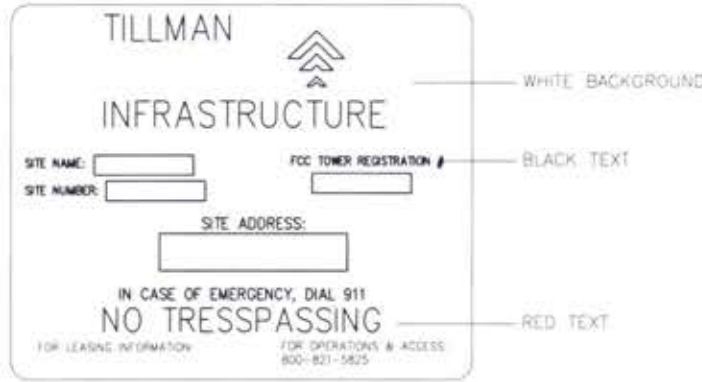 TILLMAN
INFRASTRUCTURE
WHITE BACKGROUND
SITE NAME:
FCC TOWER REGISTRATION #
BLACK TEXT
SITE NUMBER:
SITE ADDRESS:
IN CASE OF EMERGENCY, DIAL 911
NO TRESSPASSING
RED TEXT
FOR LEASING INFORMATION
FOR OPERATIONS & ACCESS
800-821-5825